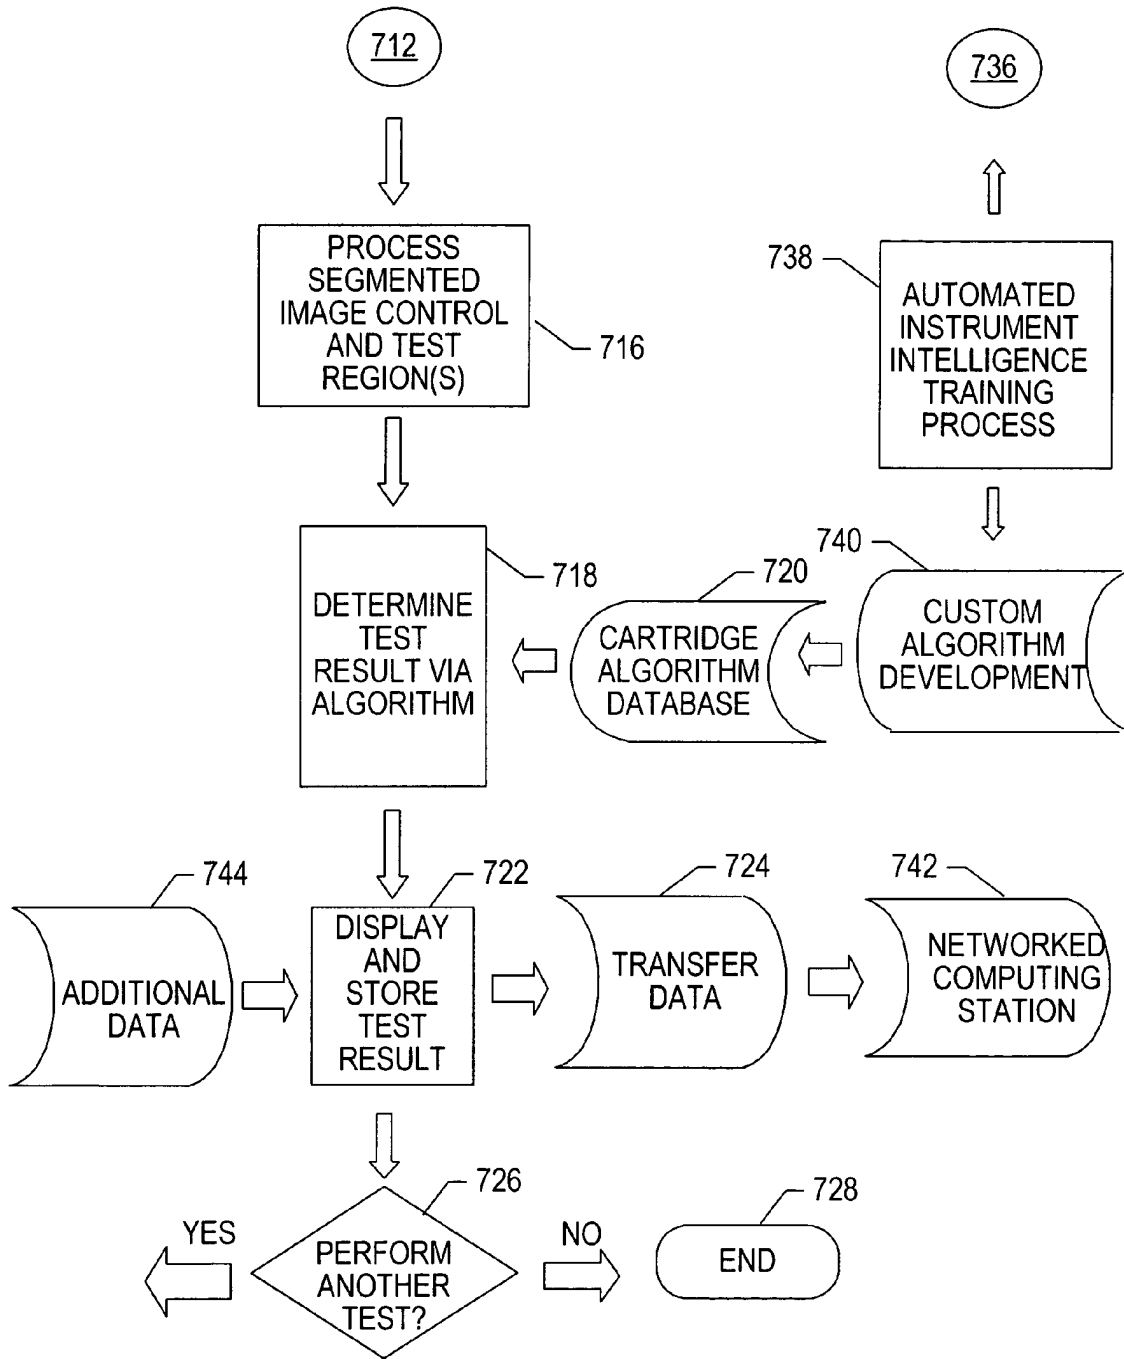 712
736
PROCESS
SEGMENTED
IMAGE CONTROL
AND TEST
REGION(S)
716
738
AUTOMATED
INSTRUMENT
INTELLIGENCE
TRAINING
PROCESS
DETERMINE
TEST
RESULT VIA
ALGORITHM
718
720
CARTRIDGE
ALGORITHM
DATABASE
740
CUSTOM
ALGORITHM
DEVELOPMENT
744
ADDITIONAL
DATA
722
DISPLAY
AND
STORE
TEST
RESULT
724
TRANSFER
DATA
742
NETWORKED
COMPUTING
STATION
726
YES
PERFORM
ANOTHER
TEST?
NO
728
END